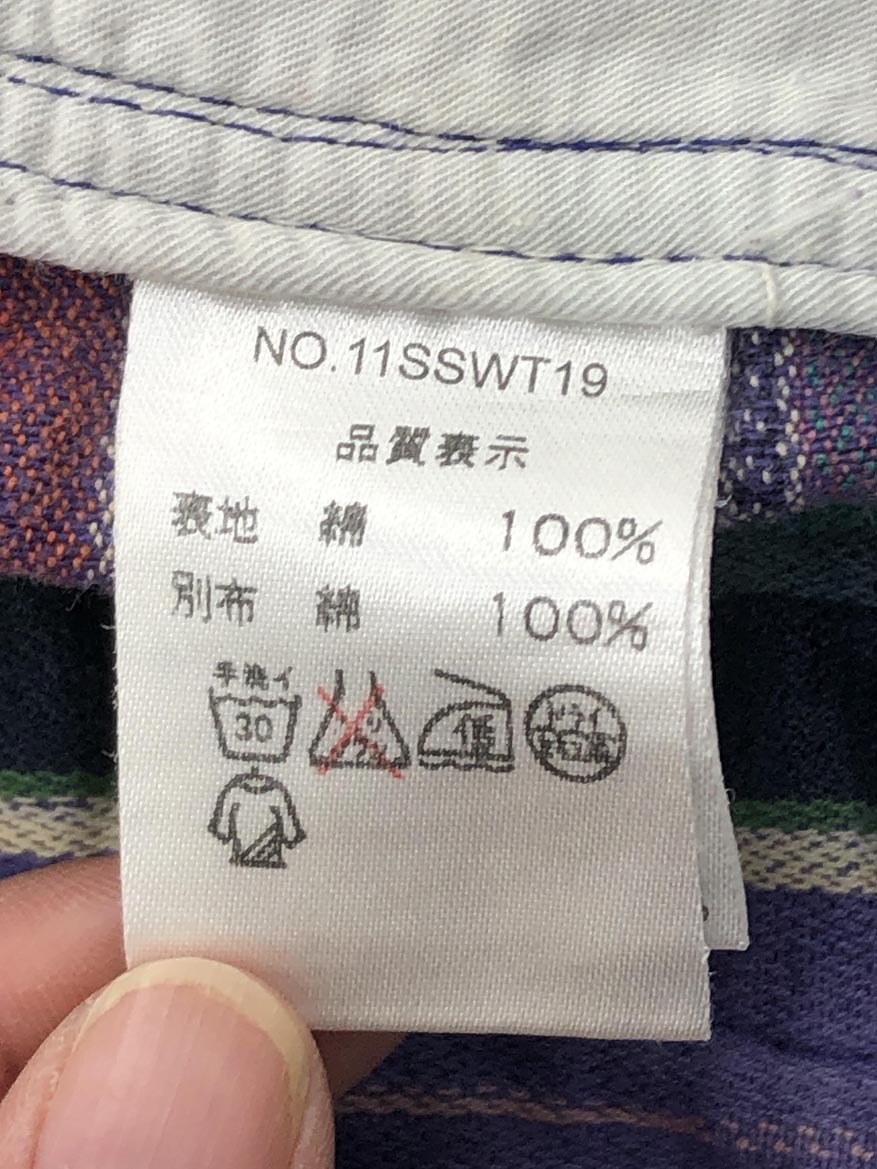 NO.11SSWT19
品質表示
表地 綿 100%
別布 綿 100%
手洗イ
30 低 ドライ